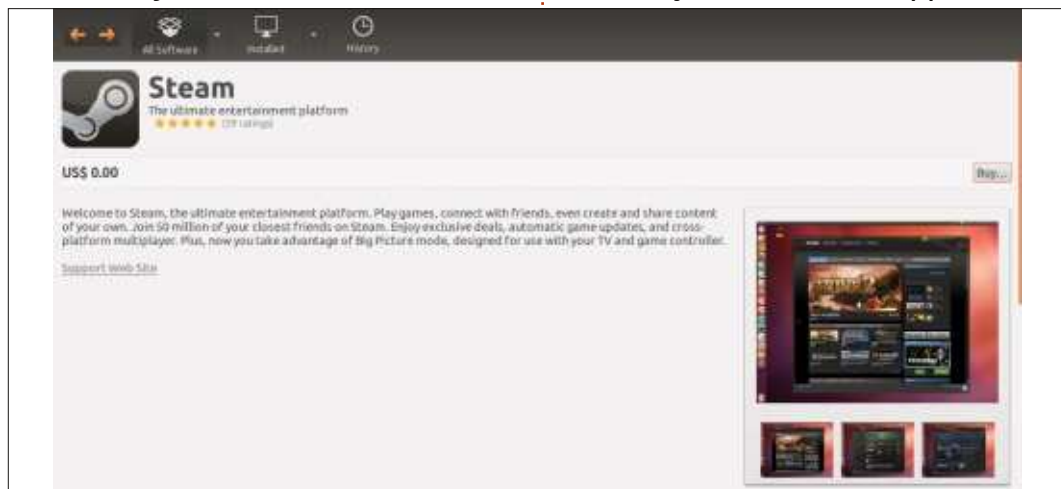 All Software
Installed
History
Steam
The ultimate entertainment platform
US$ 0.00
Buy...
Welcome to Steam, the ultimate entertainment platform. Play games, connect with friends, even create and share content
of your own. Join 50 million of your closest friends on Steam. Enjoy exclusive deals, automatic game updates, and cross-
platform multiplayer. Plus, now you take advantage of Big Picture mode, designed for use with your TV and game controller.
Support Web Site